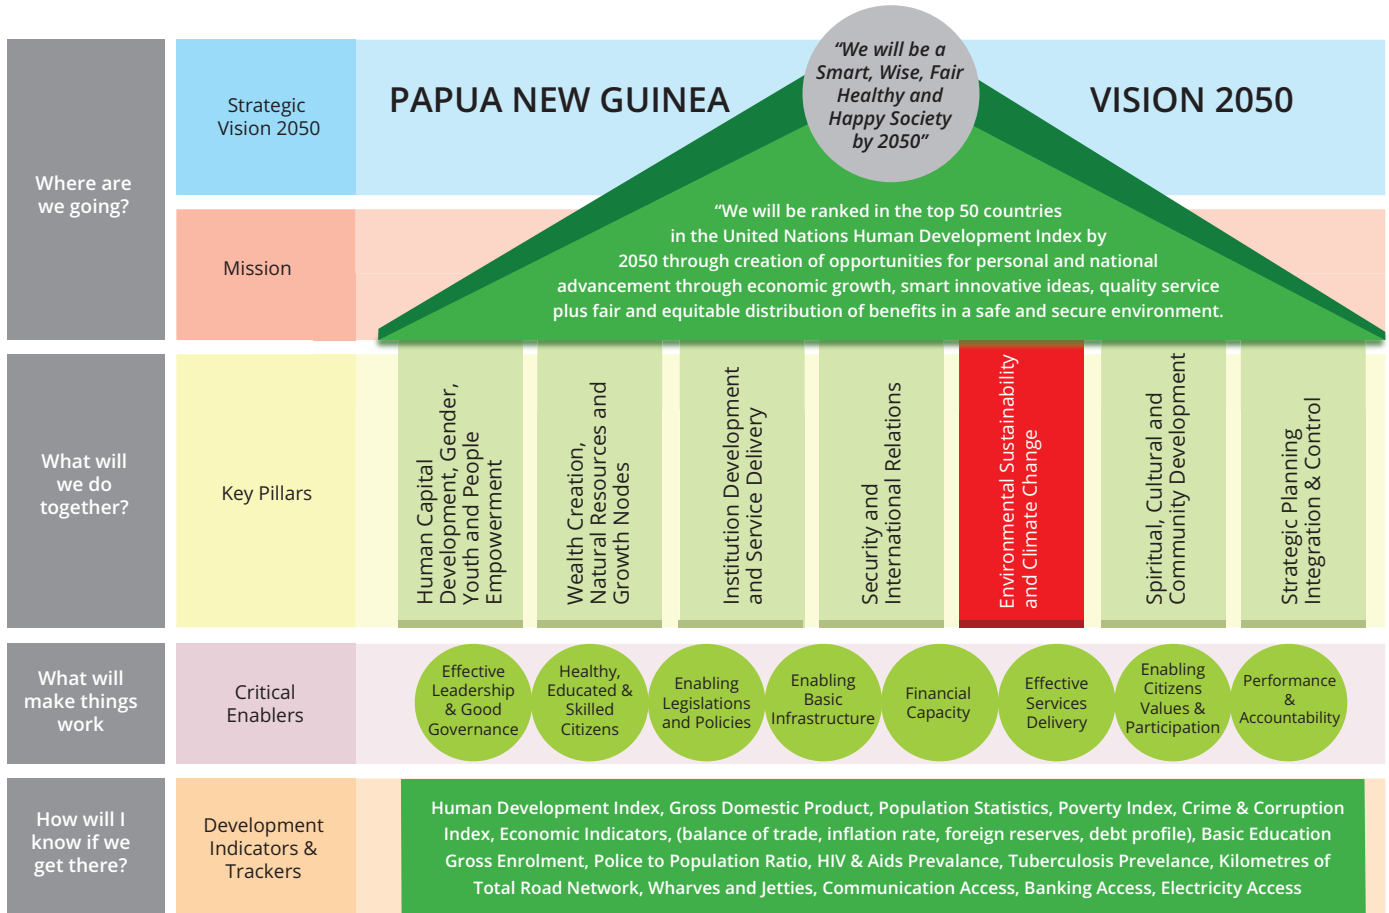 Where are
we going?
Strategic
Vision 2050
PAPUA NEW GUINEA
“We will be a
Smart, Wise, Fair
Healthy and
Happy Society
by 2050”
VISION 2050
Mission
“We will be ranked in the top 50 countries
in the United Nations Human Development Index by
2050 through creation of opportunities for personal and national
advancement through economic growth, smart innovative ideas, quality service
plus fair and equitable distribution of benefits in a safe and secure environment.
What will
we do
together?
Key Pillars
Human Capital
Development, Gender,
Youth and People
Empowerment
Wealth Creation,
Natural Resources and
Growth Nodes
Institution Development
and Service Delivery
Security and
International Relations
Environmental Sustainability
and Climate Change
Spiritual, Cultural and
Community Development
Strategic Planning
Integration & Control
What will
make things
work
Critical
Enablers
Effective
Leadership
& Good
Governance
Healthy,
Educated &
Skilled
Citizens
Enabling
Legislations
and Policies
Enabling
Basic
Infrastructure
Financial
Capacity
Effective
Services
Delivery
Enabling
Citizens
Values &
Participation
Performance
&
Accountability
How will I
know if we
get there?
Development
Indicators &
Trackers
Human Development Index, Gross Domestic Product, Population Statistics, Poverty Index, Crime & Corruption
Index, Economic Indicators, (balance of trade, inflation rate, foreign reserves, debt profile), Basic Education
Gross Enrolment, Police to Population Ratio, HIV & Aids Prevalance, Tuberculosis Prevelance, Kilometres of
Total Road Network, Wharves and Jetties, Communication Access, Banking Access, Electricity Access